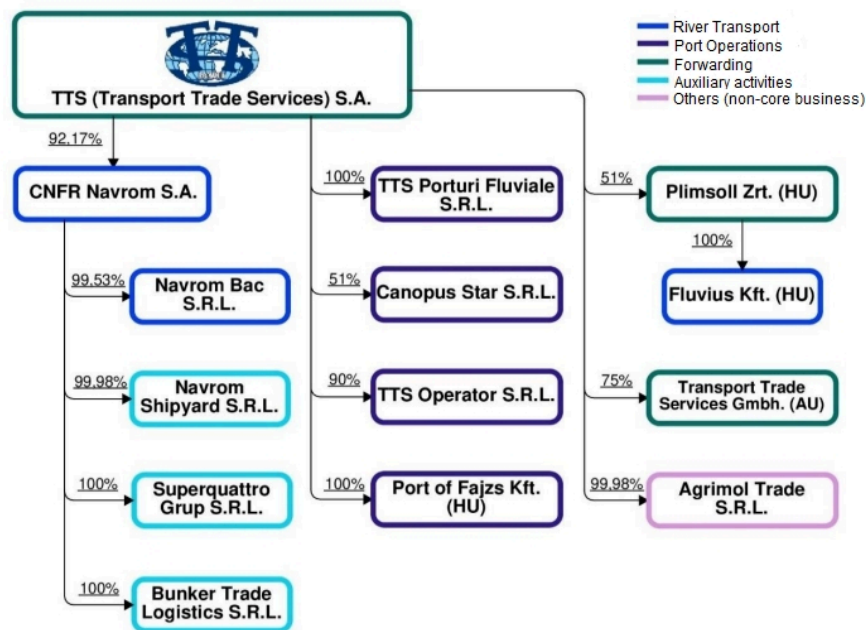 River Transport
Port Operations
Forwarding
Auxiliary activities
Others (non-core business)
TTS (Transport Trade Services) S.A.
92.17%
CNFR Navrom S.A.
99.53%
Navrom Bac
S.R.L.
99.98%
Navrom
Shipyard S.R.L.
100%
Superquattro
Grup S.R.L.
100%
Bunker Trade
Logistics S.R.L.
100%
TTS Porturi Fluviale
S.R.L.
51%
Canopus Star S.R.L.
90%
TTS Operator S.R.L.
100%
Port of Fajzs Kft.
(HU)
51%
Plimsoll Zrt. (HU)
100%
Fluvius Kft. (HU)
75%
Transport Trade
Services Gmbh. (AU)
99.98%
Agrimol Trade
S.R.L.